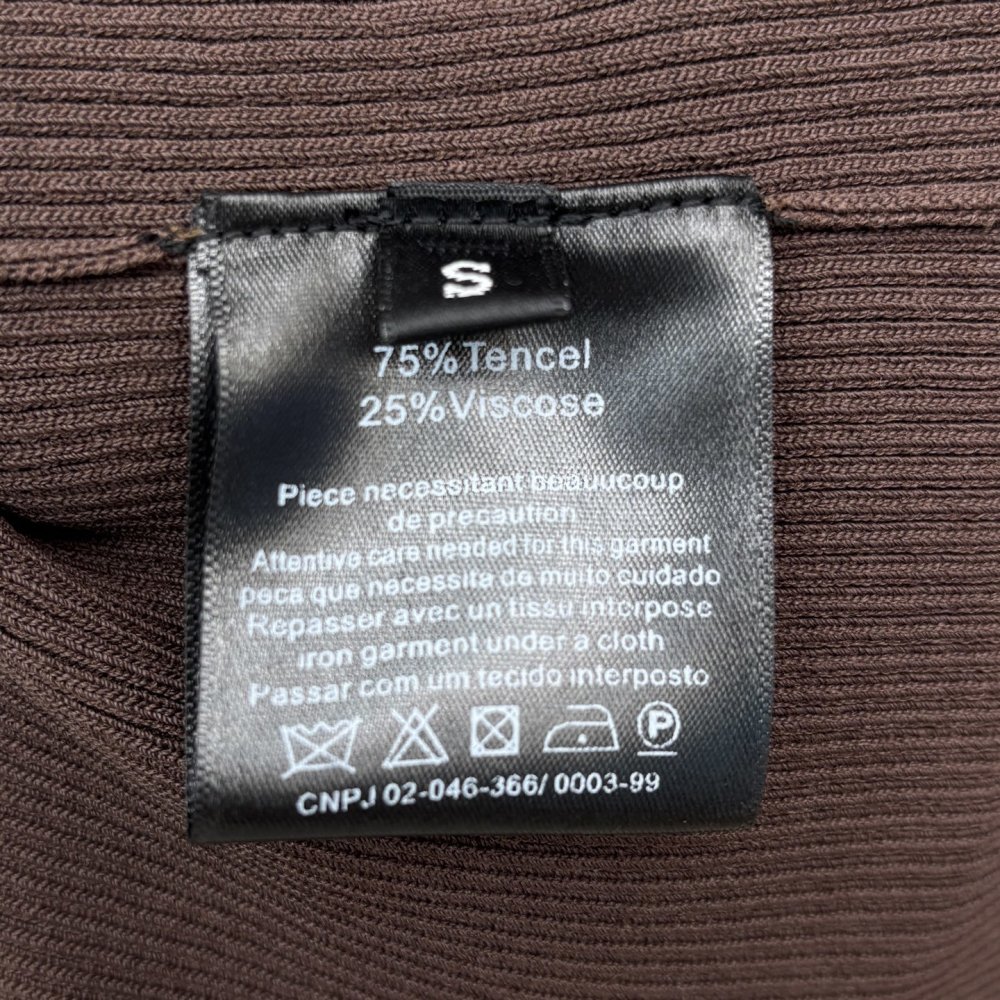 S
75%Tencel
25%Viscose
Piece necessitant beauucoup
de precaution
Attentive care needed for this garment
peca que necessita de muito cuidado
Repasser avec un tissu interpose
iron garment under a cloth
Passar com um tecido interposto
P
CNPJ 02-046-366/ 0003-99